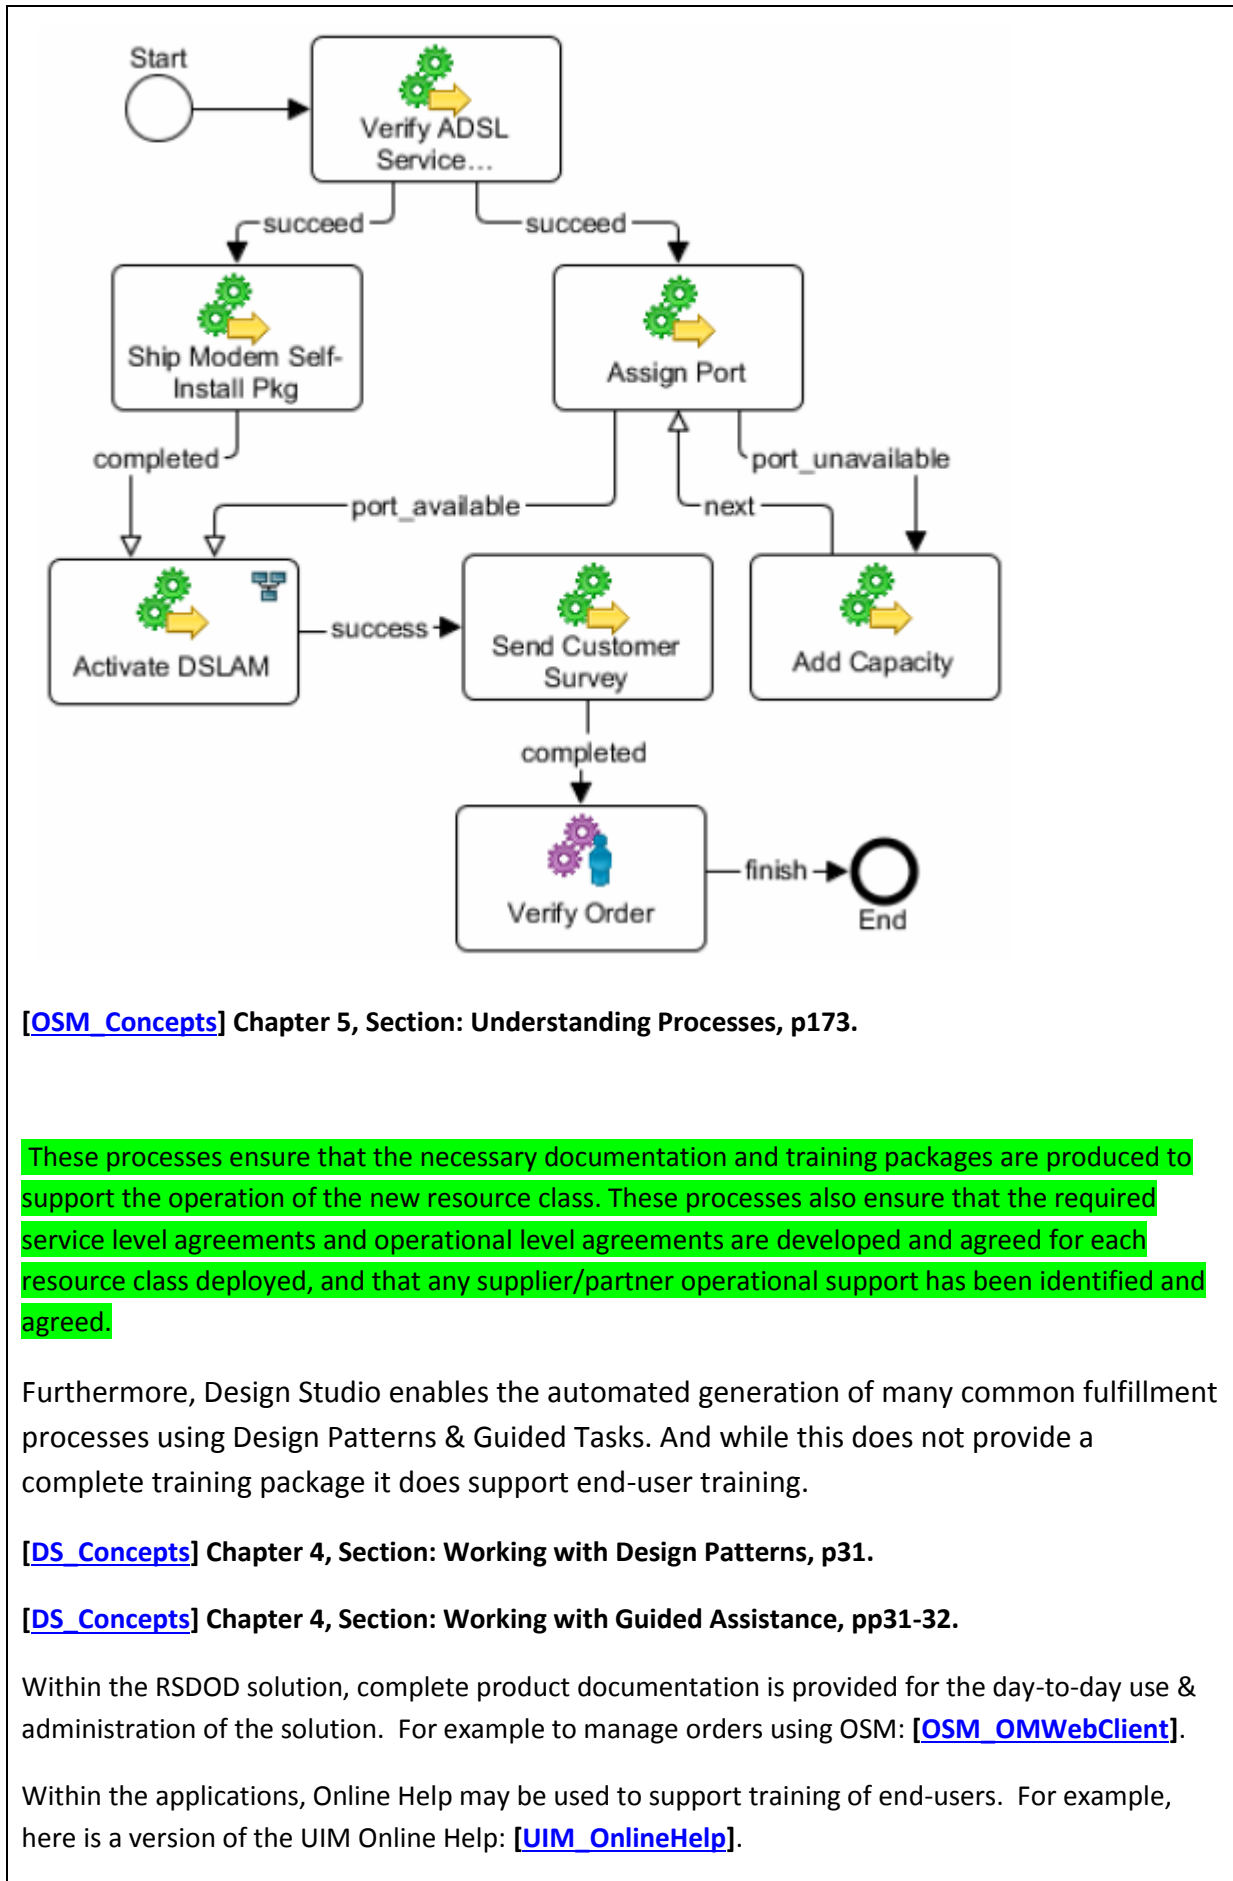 Start
Verify ADSL
Service...
succeed
succeed
Ship Modem Self-
Install Pkg
Assign Port
completed
port_unavailable
port_available
next
Activate DSLAM
success
Send Customer
Survey
Add Capacity
completed
Verify Order
finish
End
[OSM_Concepts] Chapter 5, Section: Understanding Processes, p173.
These processes ensure that the necessary documentation and training packages are produced to
support the operation of the new resource class. These processes also ensure that the required
service level agreements and operational level agreements are developed and agreed for each
resource class deployed, and that any supplier/partner operational support has been identified and
agreed.
Furthermore, Design Studio enables the automated generation of many common fulfillment
processes using Design Patterns & Guided Tasks. And while this does not provide a
complete training package it does support end-user training.
[DS_Concepts] Chapter 4, Section: Working with Design Patterns, p31.
[DS_Concepts] Chapter 4, Section: Working with Guided Assistance, pp31-32.
Within the RSDOD solution, complete product documentation is provided for the day-to-day use &
administration of the solution.  For example to manage orders using OSM: [OSM_OMWebClient].
Within the applications, Online Help may be used to support training of end-users.  For example,
here is a version of the UIM Online Help: [UIM_OnlineHelp].